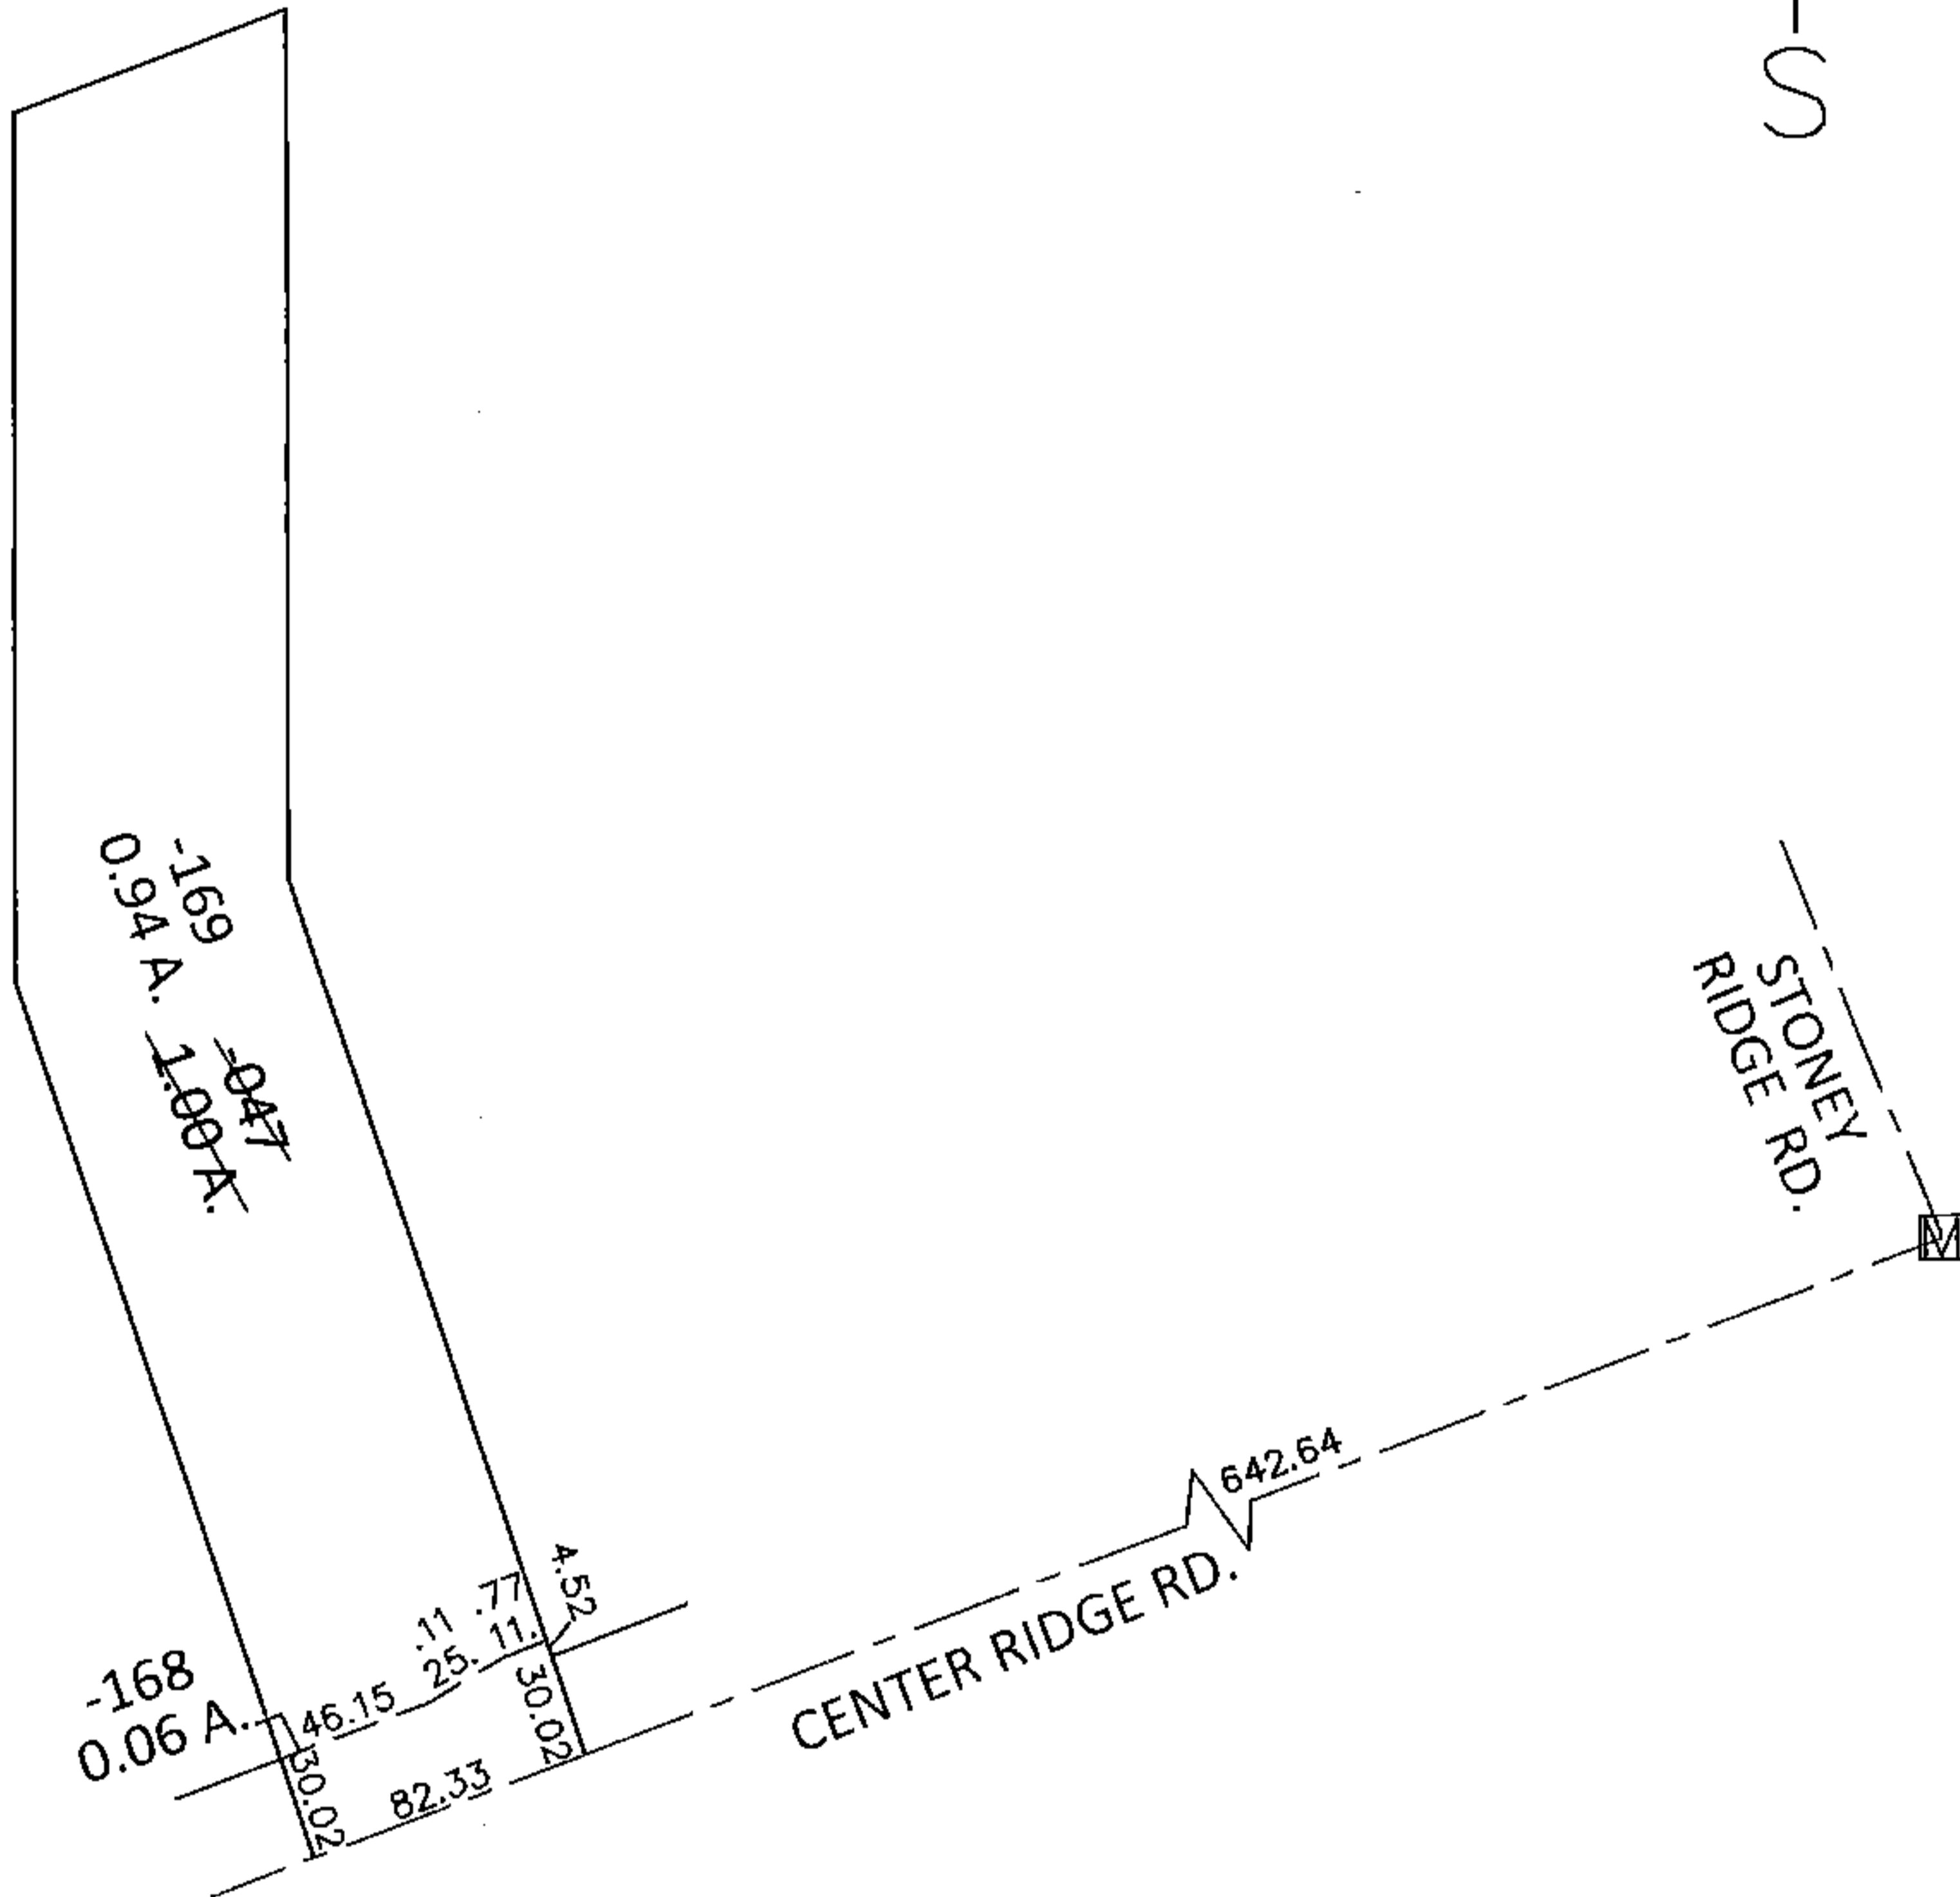 S
-169
0.94 A.
-047
1.00 A.
STONEY
RIDGE RD.
M
642.64
CENTER RIDGE RD.
4.52
.77
.11
11.
25.
46.15
30.02
-168
0.06 A.
30.02
82.33